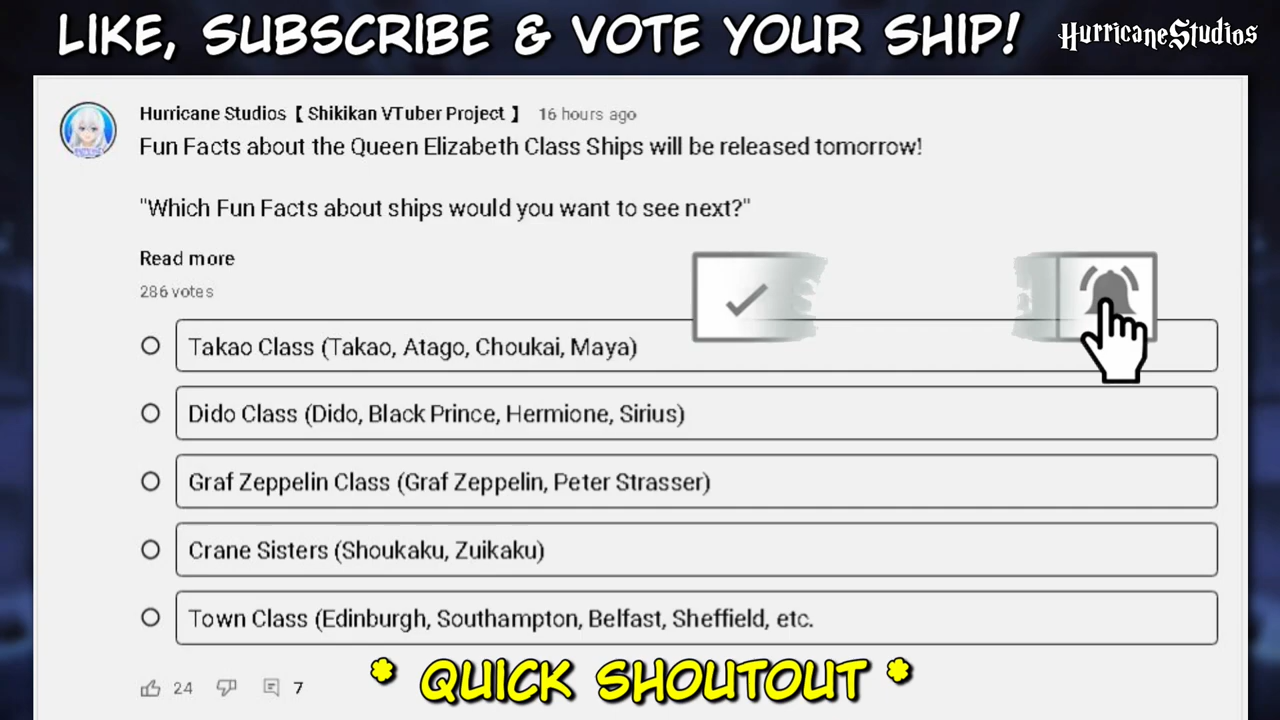 LIKE, SUBSCRIBE & VOTE YOUR SHIP!
HurricaneStudios
Hurricane Studios【 Shikikan VTuber Project 】 16 hours ago
Fun Facts about the Queen Elizabeth Class Ships will be released tomorrow!
"Which Fun Facts about ships would you want to see next?"
Read more
286 votes
Takao Class (Takao, Atago, Choukai, Maya)
Dido Class (Dido, Black Prince, Hermione, Sirius)
Graf Zeppelin Class (Graf Zeppelin, Peter Strasser)
Crane Sisters (Shoukaku, Zuikaku)
Town Class (Edinburgh, Southampton, Belfast, Sheffield, etc.
24 7
* QUICK SHOUTOUT *